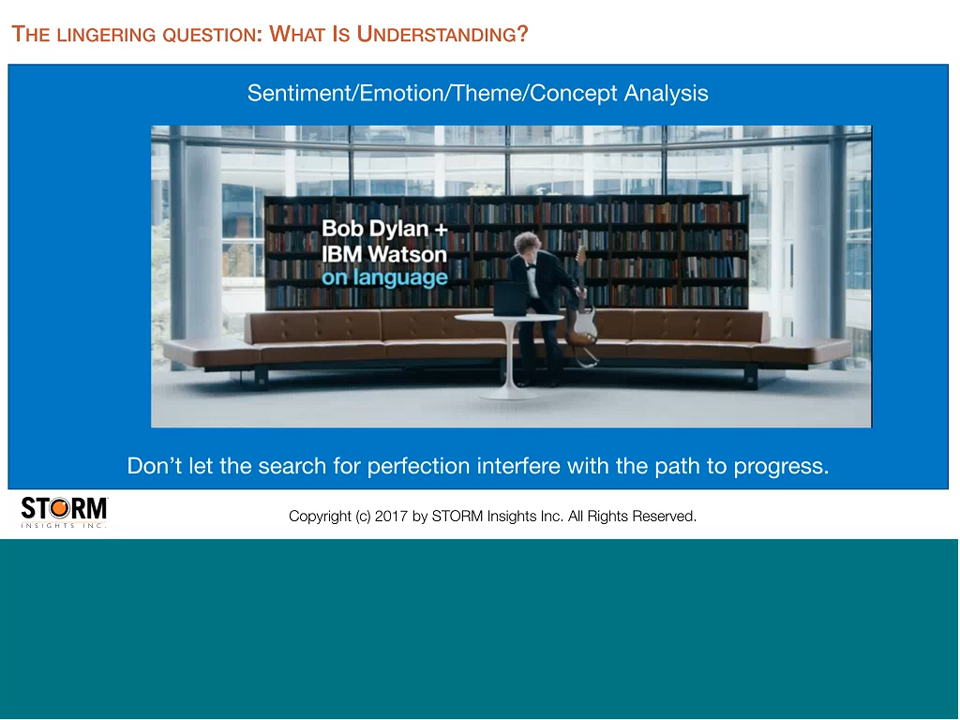 THE LINGERING QUESTION: WHAT IS UNDERSTANDING?
Sentiment/Emotion/Theme/Concept Analysis
Bob Dylan +
IBM Watson
on language
Don't let the search for perfection interfere with the path to progress.
STORM
INSIGHTS INC.
Copyright (c) 2017 by STORM Insights Inc. All Rights Reserved.